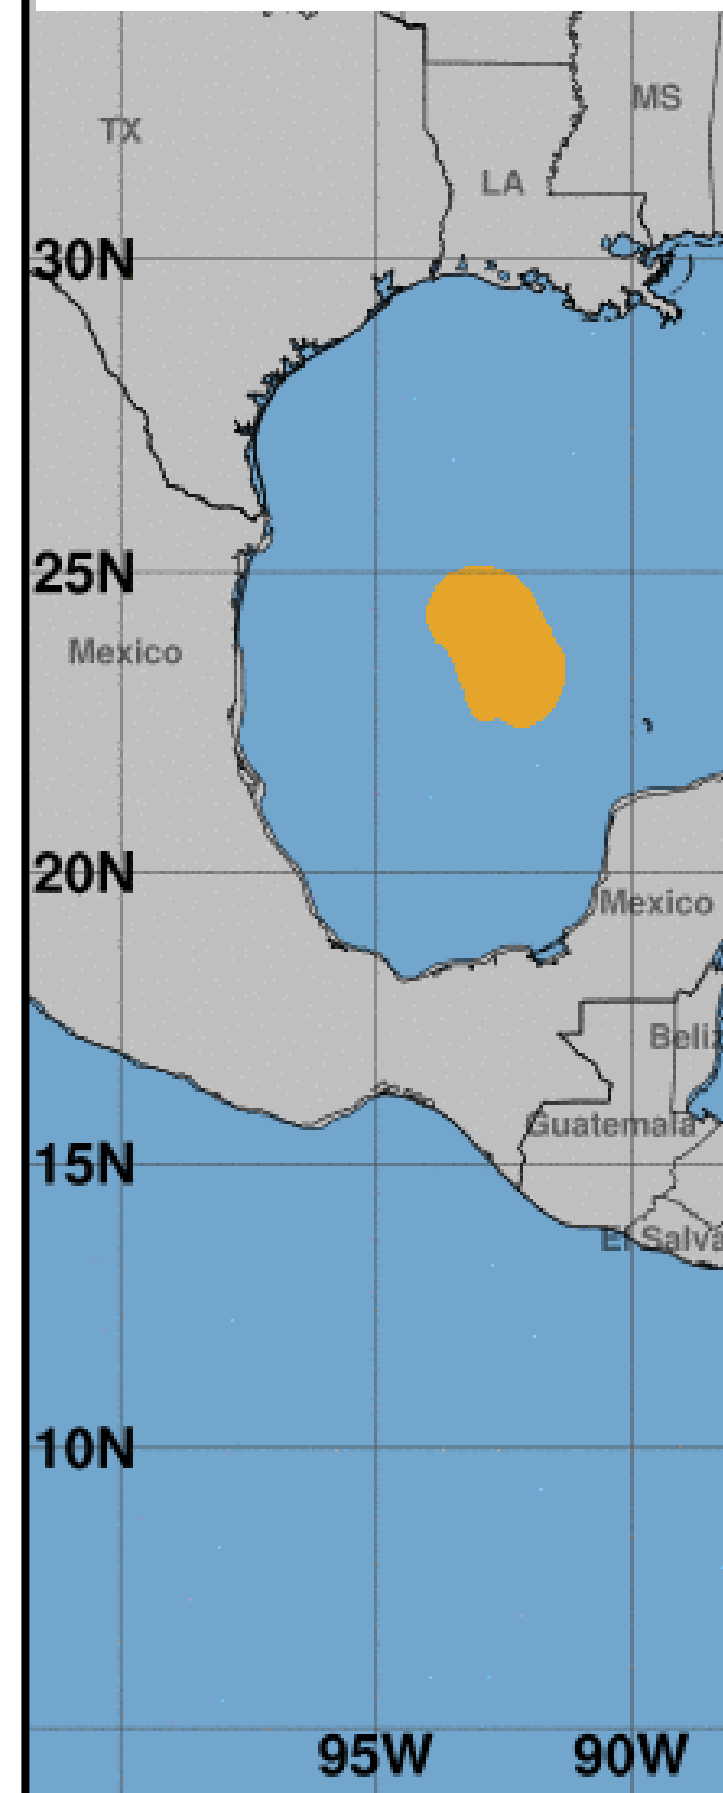 MS
TX
LA
30N
25N
Mexico
20N
Mexico
Beliz
Guatemala
15N
El Salva
10N
95W 90W